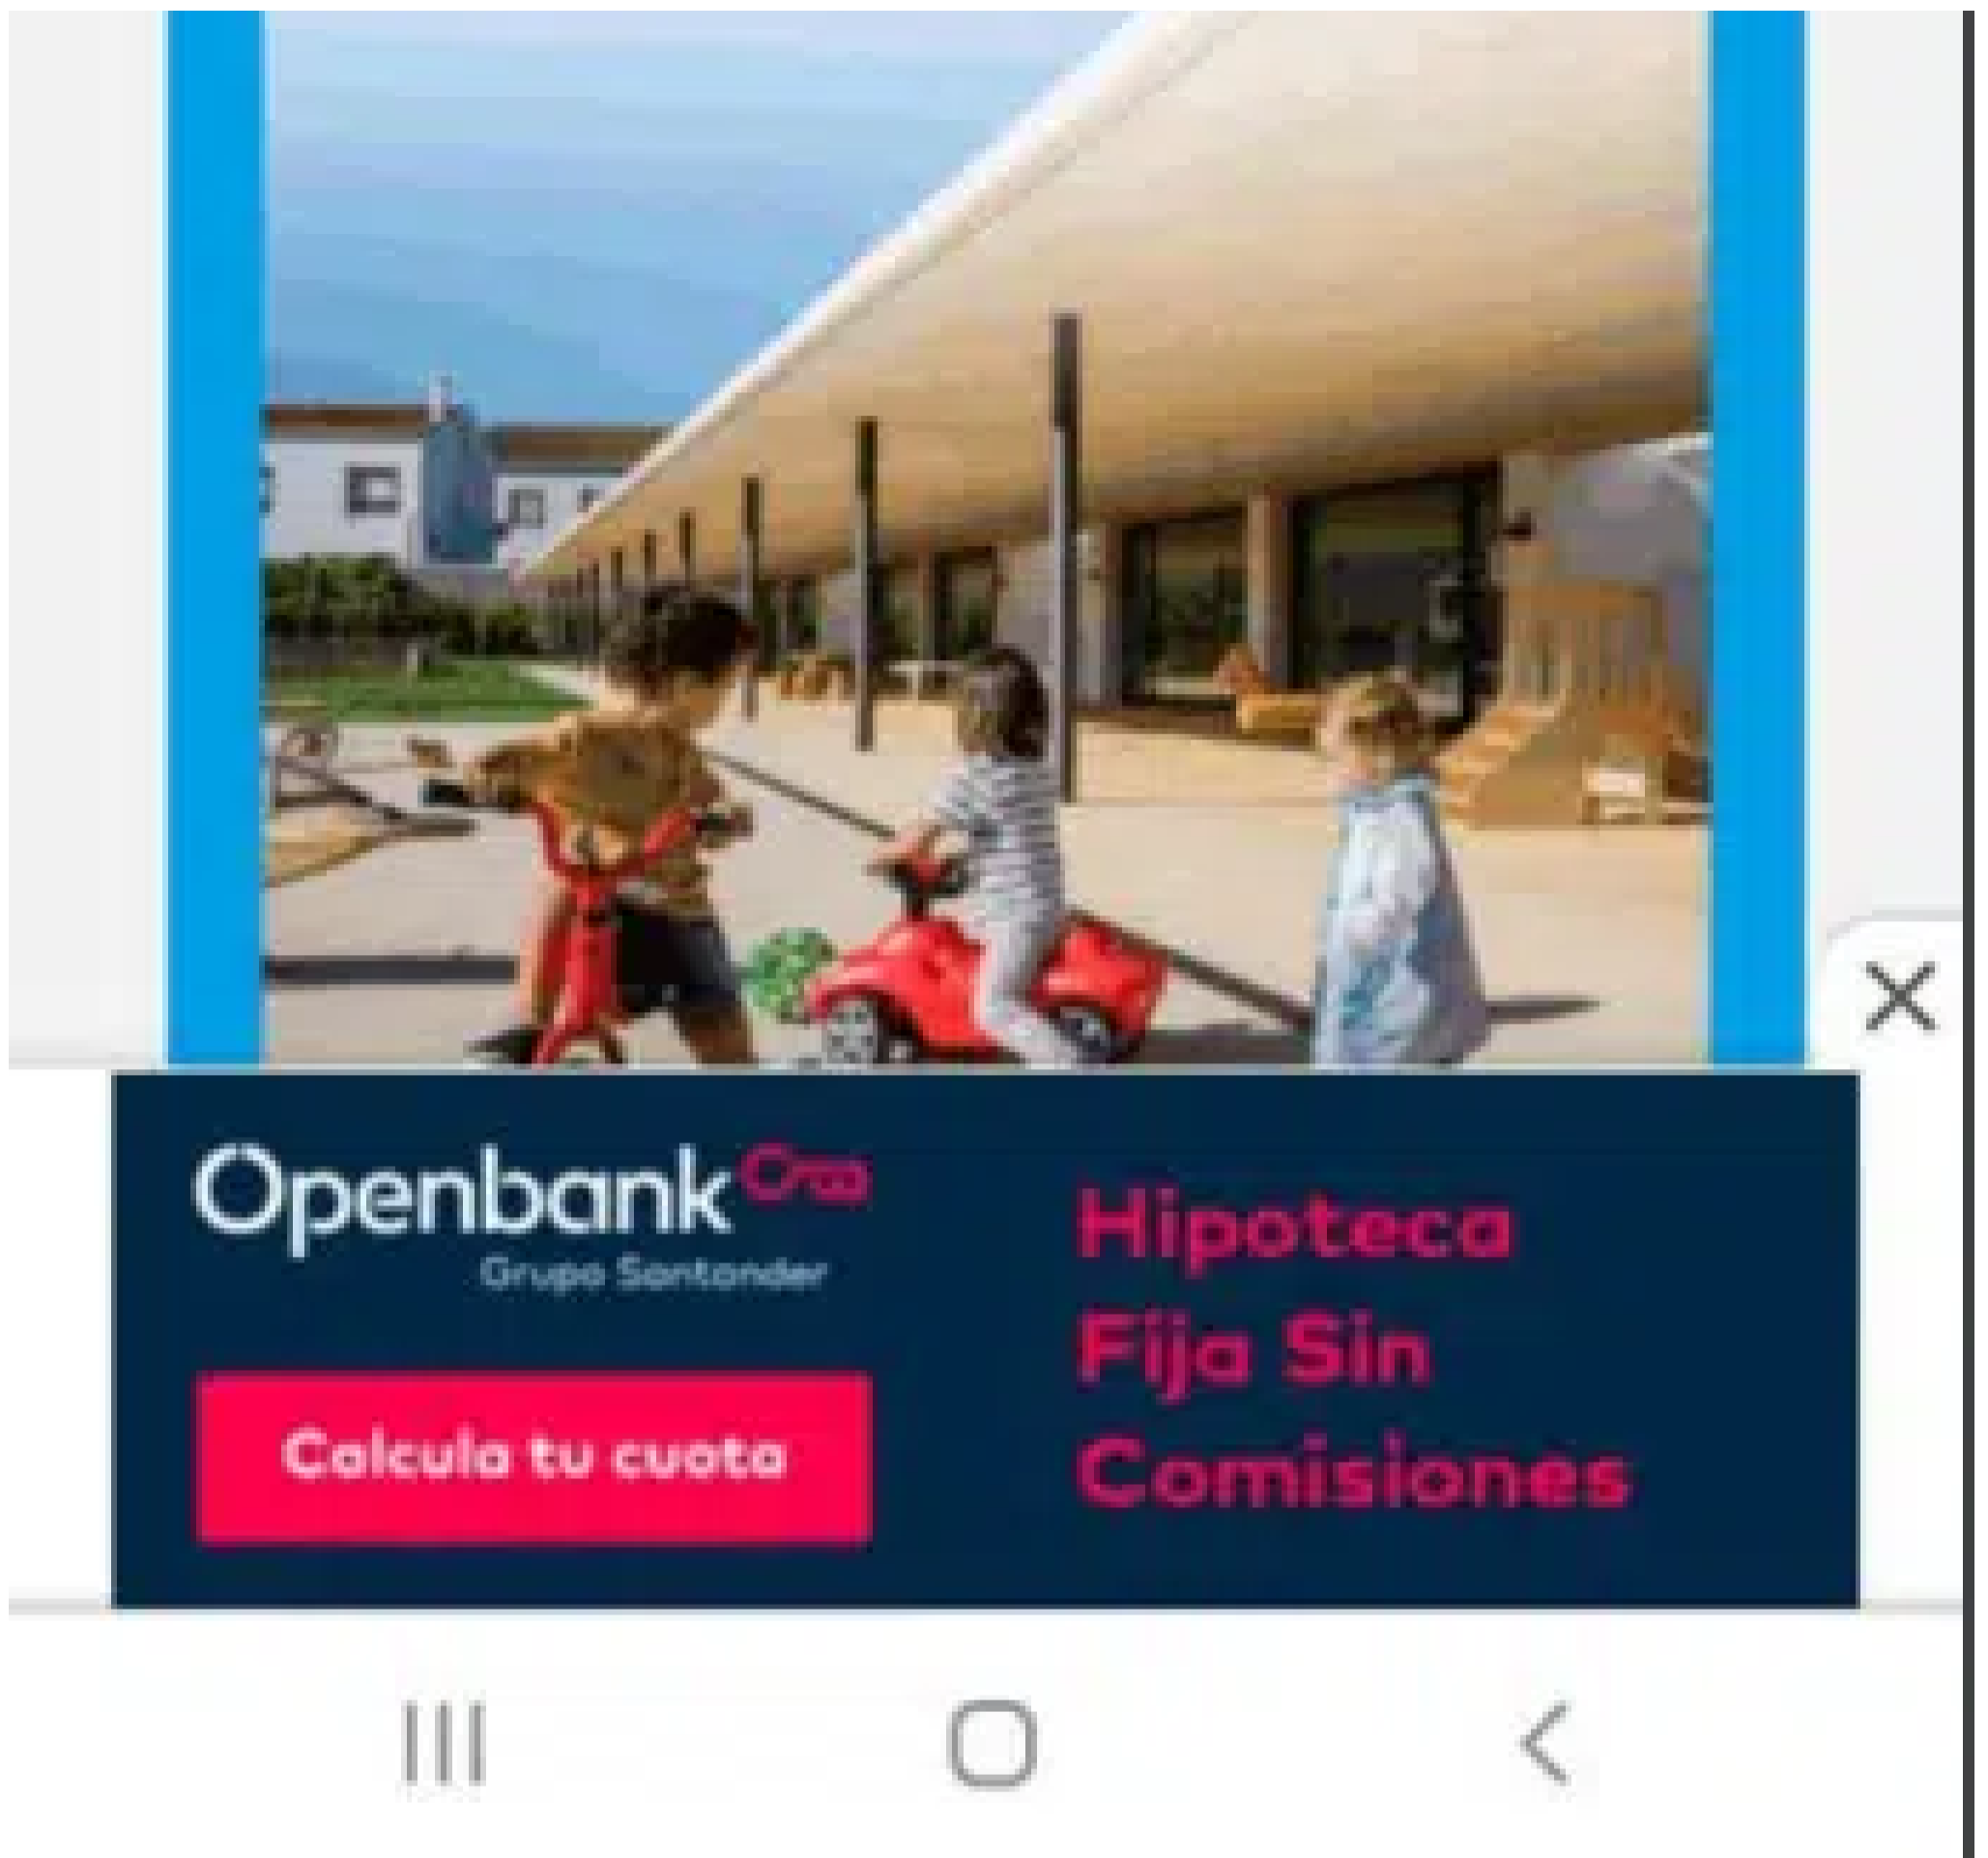 Openbank
Grupo Santander
Calcula tu cuota
Hipoteca
Fija Sin
Comisiones